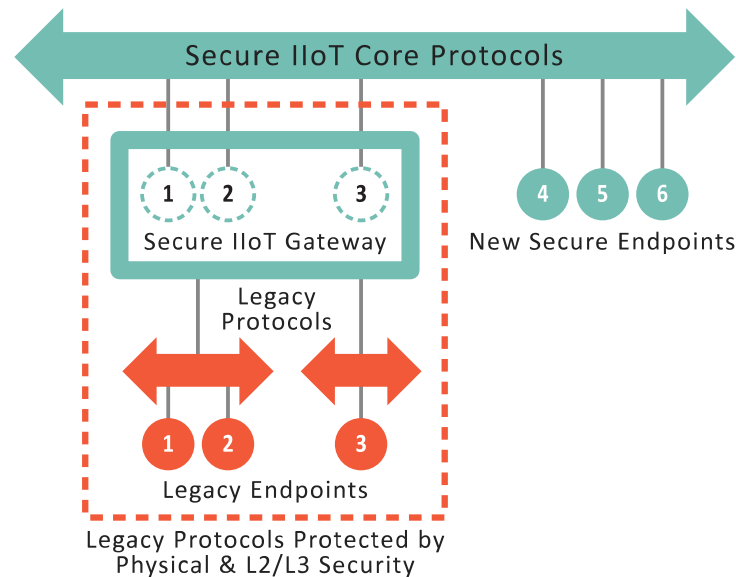 Secure IIoT Core Protocols
1 2 3
4 5 6
Secure IIoT Gateway
New Secure Endpoints
Legacy
Protocols
1 2 3
Legacy Endpoints
Legacy Protocols Protected by
Physical & L2/L3 Security